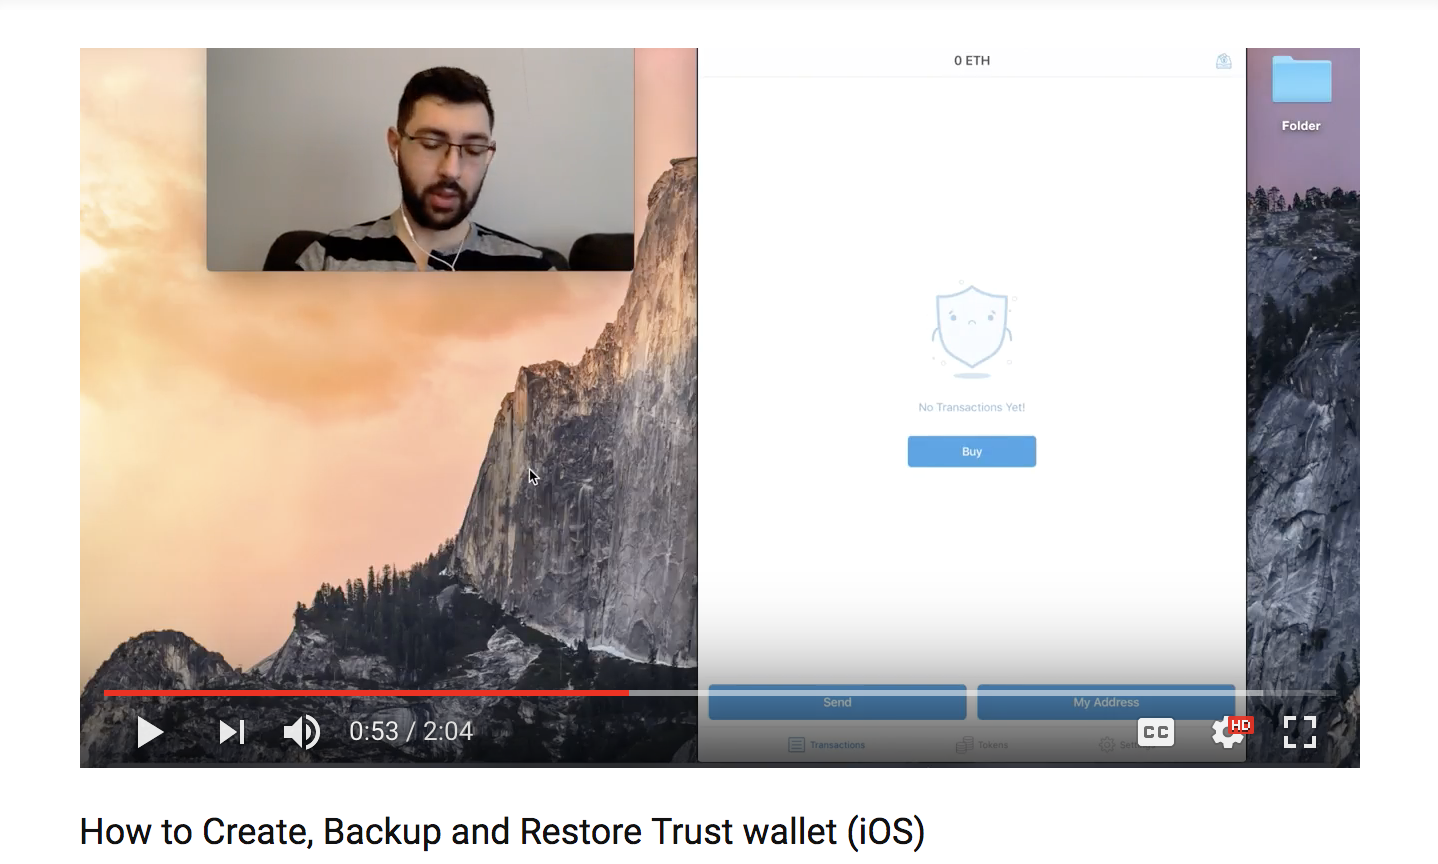 0 ETH
Folder
No Transactions Yet!
Buy
Send
My Address
Transactions
Tokens
0:53 / 2:04
CC
HD
How to Create, Backup and Restore Trust wallet (iOS)